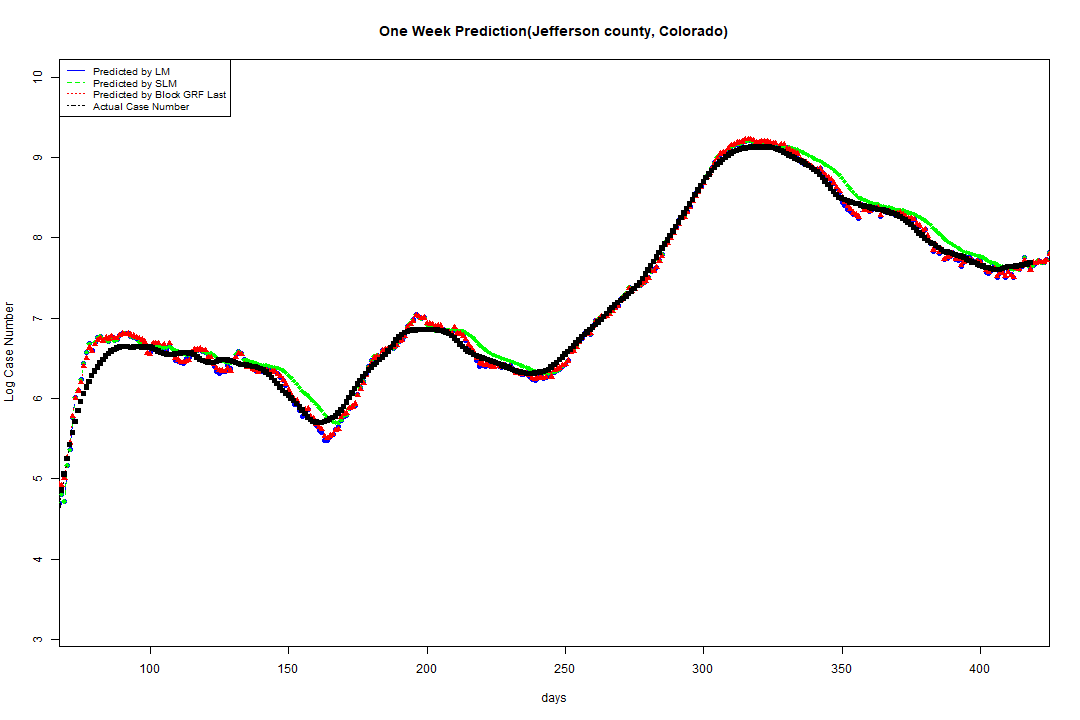 One Week Prediction(Jefferson county, Colorado)
Predicted by LM
Predicted by SLM
Predicted by Block GRF Last
Actual Case Number
10
9
8
7
6
5
4
3
Log Case Number
100 150 200 250 300 350 400
days